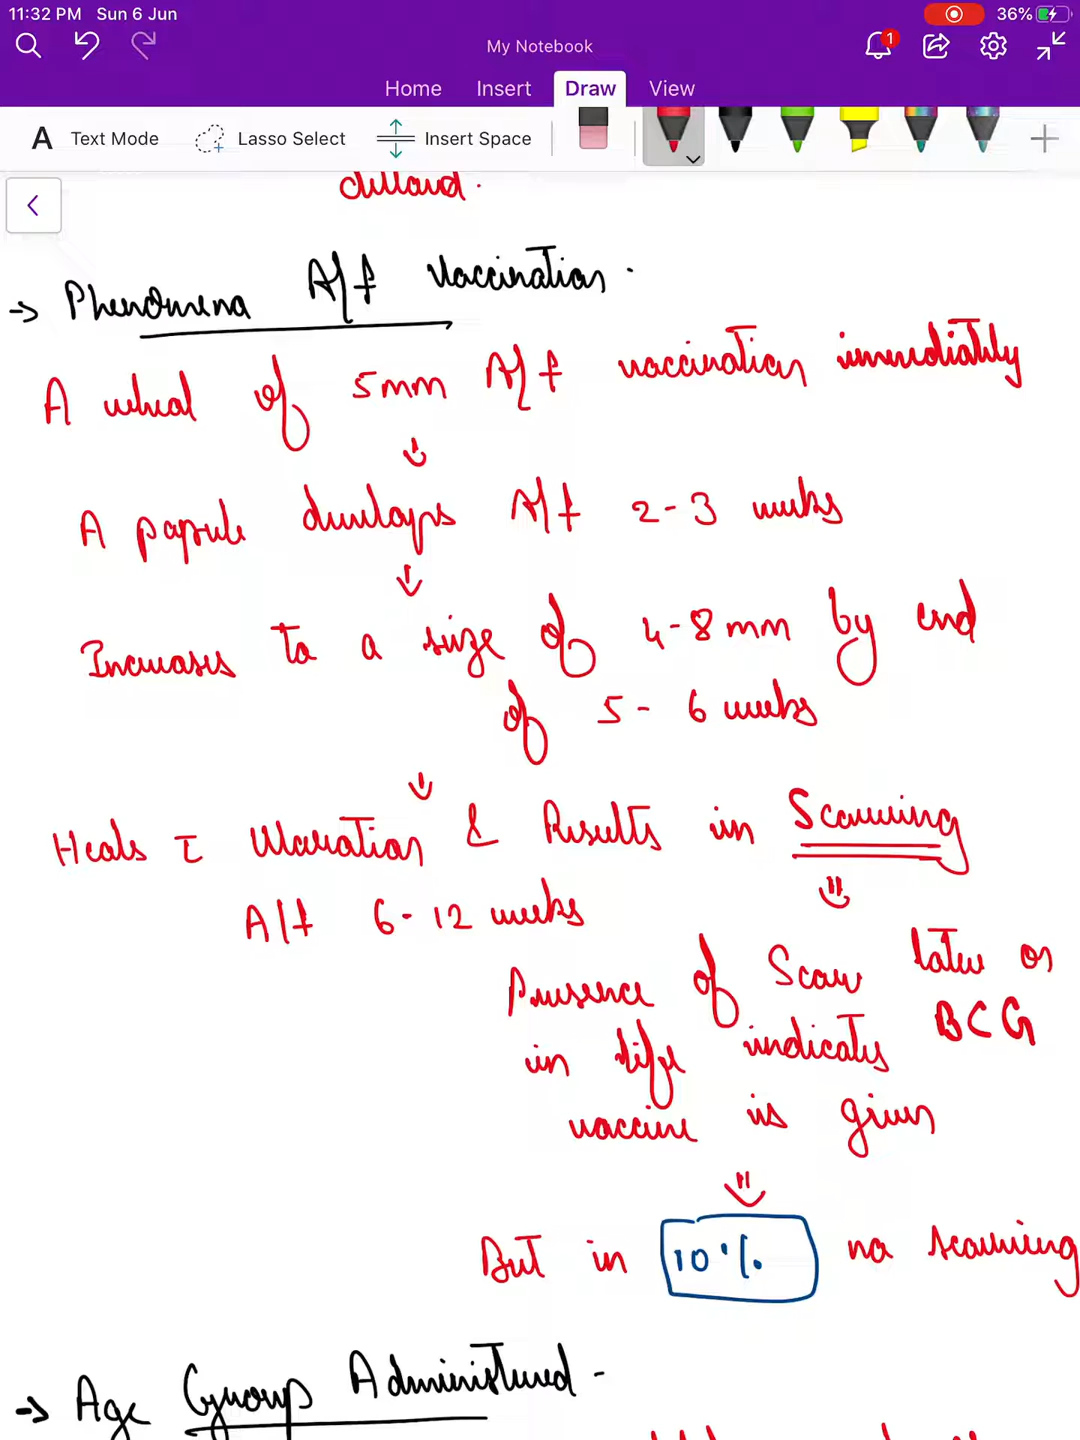 11:32 PM Sun 6 Jun
36%
1
My Notebook
Home Insert Draw View
A Text Mode Lasso Select Insert Space
→ Phenomena A/f Vaccination.
A wheal of 5mm A/f vaccination immediately
A papule develops A/f 2-3 weeks
Increases to a size of 4-8mm by end
of 5-6 weeks
Heals c Ulceration & Results in Scarring
A/f 6-12 weeks
Presence of Scar later on
in life indicates BCG
vaccine is given
But in 10% no scarring
→ Age Group Administered -